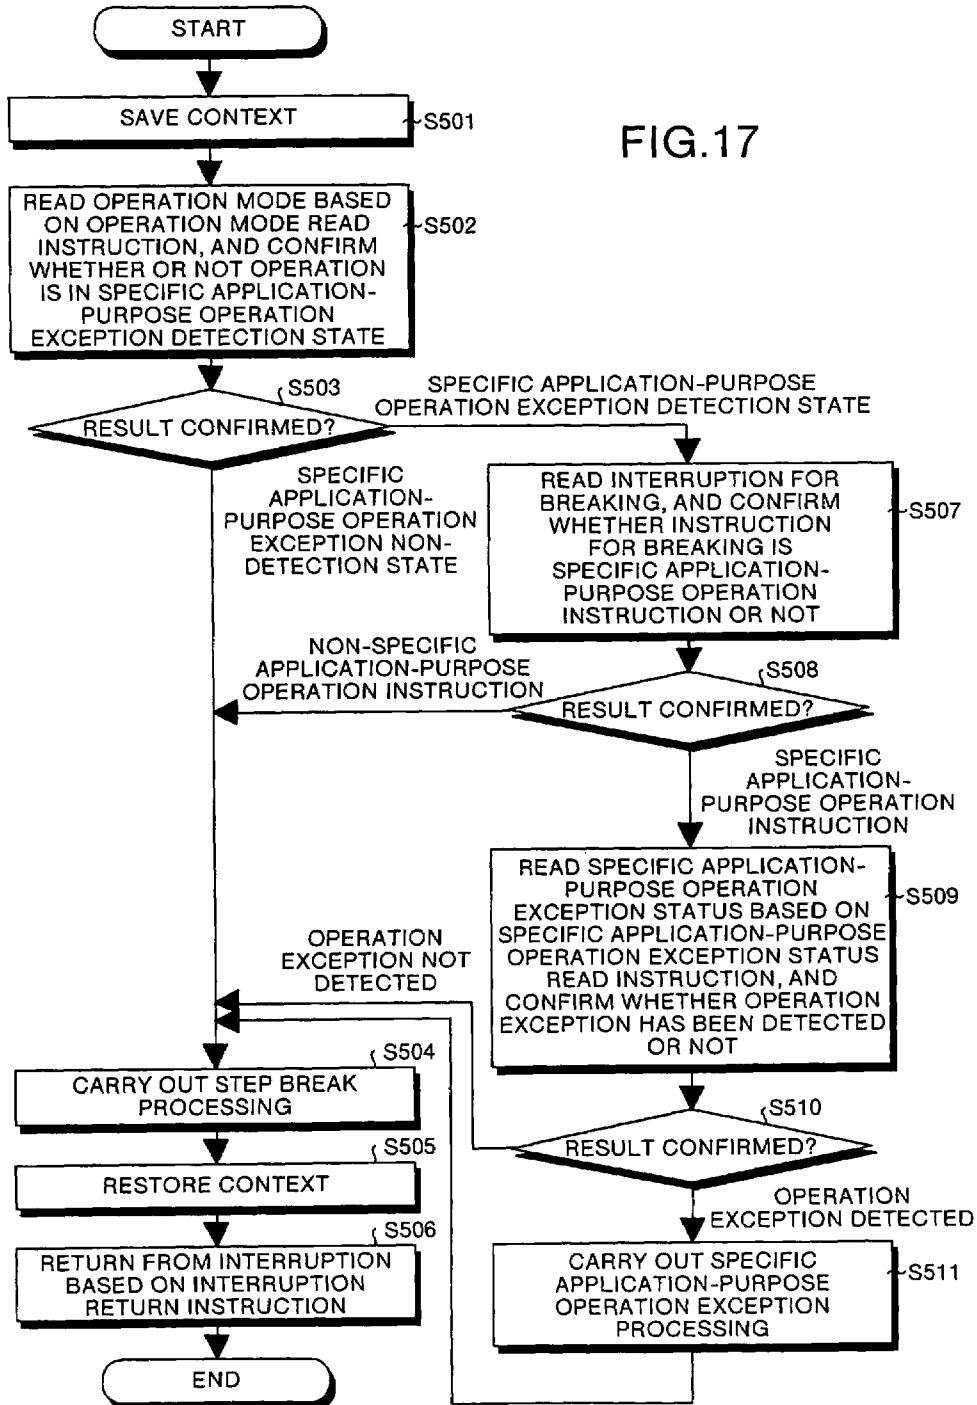 START
SAVE CONTEXT
S501
FIG.17
READ OPERATION MODE BASED
ON OPERATION MODE READ
INSTRUCTION, AND CONFIRM
WHETHER OR NOT OPERATION
IS IN SPECIFIC APPLICATION-
PURPOSE OPERATION
EXCEPTION DETECTION STATE
S502
S503
RESULT CONFIRMED?
SPECIFIC APPLICATION-PURPOSE
OPERATION EXCEPTION DETECTION STATE
SPECIFIC
APPLICATION-
PURPOSE OPERATION
EXCEPTION NON-
DETECTION STATE
READ INTERRUPTION FOR
BREAKING, AND CONFIRM
WHETHER INSTRUCTION
FOR BREAKING IS
SPECIFIC APPLICATION-
PURPOSE OPERATION
INSTRUCTION OR NOT
S507
NON-SPECIFIC
APPLICATION-PURPOSE
OPERATION INSTRUCTION
S508
RESULT CONFIRMED?
SPECIFIC
APPLICATION-
PURPOSE OPERATION
INSTRUCTION
READ SPECIFIC APPLICATION-
PURPOSE OPERATION
EXCEPTION STATUS BASED ON
SPECIFIC APPLICATION-PURPOSE
OPERATION EXCEPTION STATUS
READ INSTRUCTION, AND
CONFIRM WHETHER OPERATION
EXCEPTION HAS BEEN DETECTED
OR NOT
S509
OPERATION
EXCEPTION NOT
DETECTED
S504
CARRY OUT STEP BREAK
PROCESSING
S510
RESULT CONFIRMED?
S505
RESTORE CONTEXT
OPERATION
EXCEPTION DETECTED
S506
RETURN FROM INTERRUPTION
BASED ON INTERRUPTION
RETURN INSTRUCTION
CARRY OUT SPECIFIC
APPLICATION-PURPOSE
OPERATION EXCEPTION
PROCESSING
S511
END